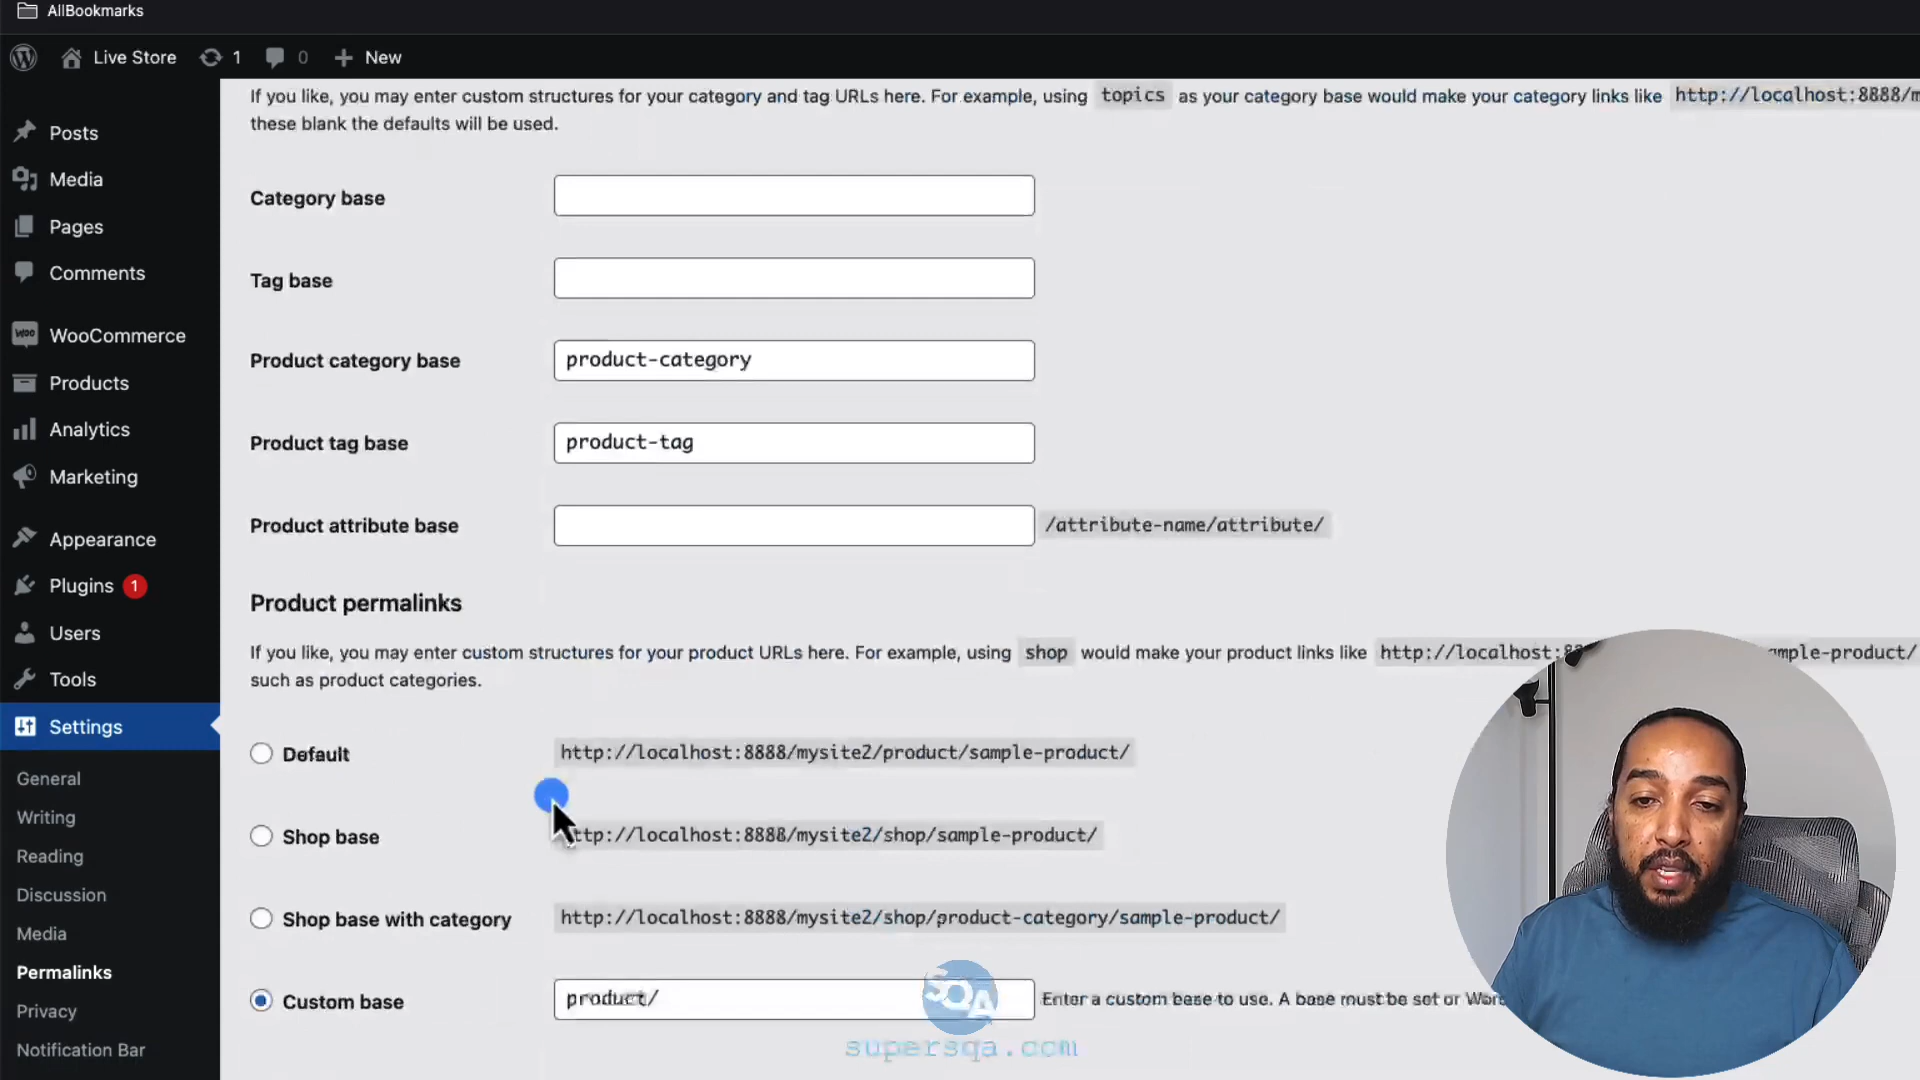 AllBookmarks
Live Store 1 0 New
If you like, you may enter custom structures for your category and tag URLs here. For example, using topics as your category base would make your category links like http://localhost:8888/m
these blank the defaults will be used.
Posts
Media
Pages
Comments
WooCommerce
Products
Analytics
Marketing
Appearance
Plugins 1
Users
Tools
Settings
General
Writing
Reading
Discussion
Media
Permalinks
Privacy
Notification Bar
Category base
Tag base
Product category base product-category
Product tag base product-tag
Product attribute base /attribute-name/attribute/
Product permalinks
If you like, you may enter custom structures for your product URLs here. For example, using shop would make your product links like http://localhost:88 ample-product/
such as product categories.
Default http://localhost:8888/mysite2/product/sample-product/
Shop base ttp://localhost:8888/mysite2/shop/sample-product/
Shop base with category http://localhost:8888/mysite2/shop/product-category/sample-product/
Custom base product/ Enter a custom base to use. A base must be set or Wor
SQA
supersqa.com